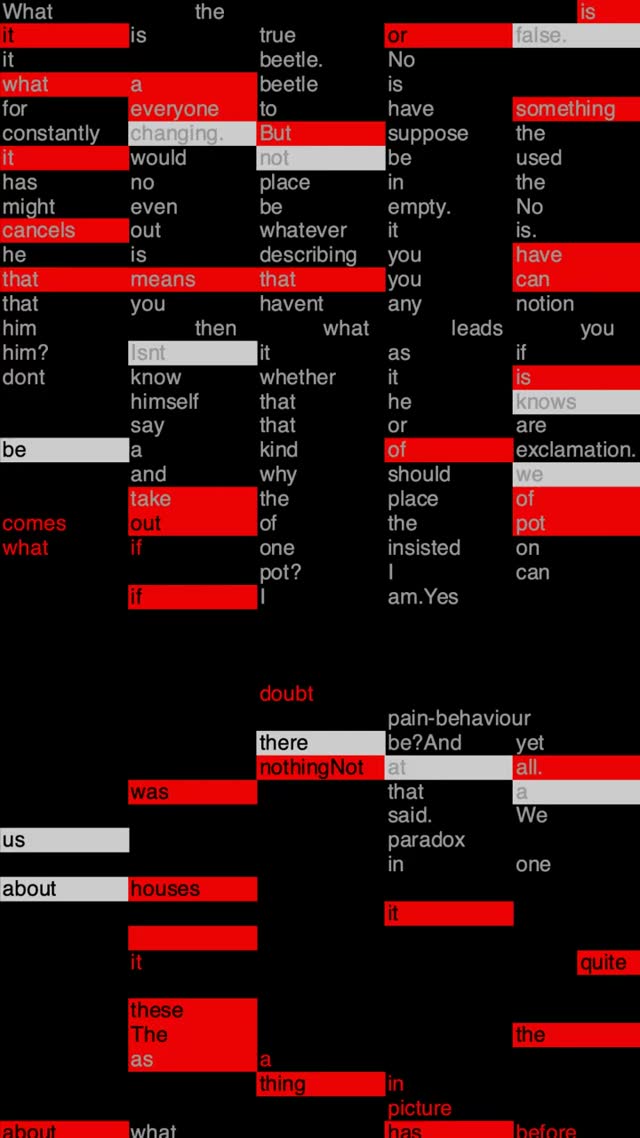 What the is
it is true or false.
it beetle. No
what a beetle is
for everyone to have something
constantly changing. But suppose the
it would not be used
has no place in the
might even be empty. No
cancels out whatever it is.
he is describing you have
that means that you can
that you havent any notion
him then what leads you
him? Isnt it as if
dont know whether it is
himself that he knows
say that or are
be a kind of exclamation.
and why should we
take the place of
comes out of the pot
what if one insisted on
pot? I can
if I am.Yes
doubt
pain-behaviour
there be?And yet
nothingNot at all.
was that a
said. We
us paradox
in one
about houses
it
it quite
these
The the
as a
thing in
picture
about what has before